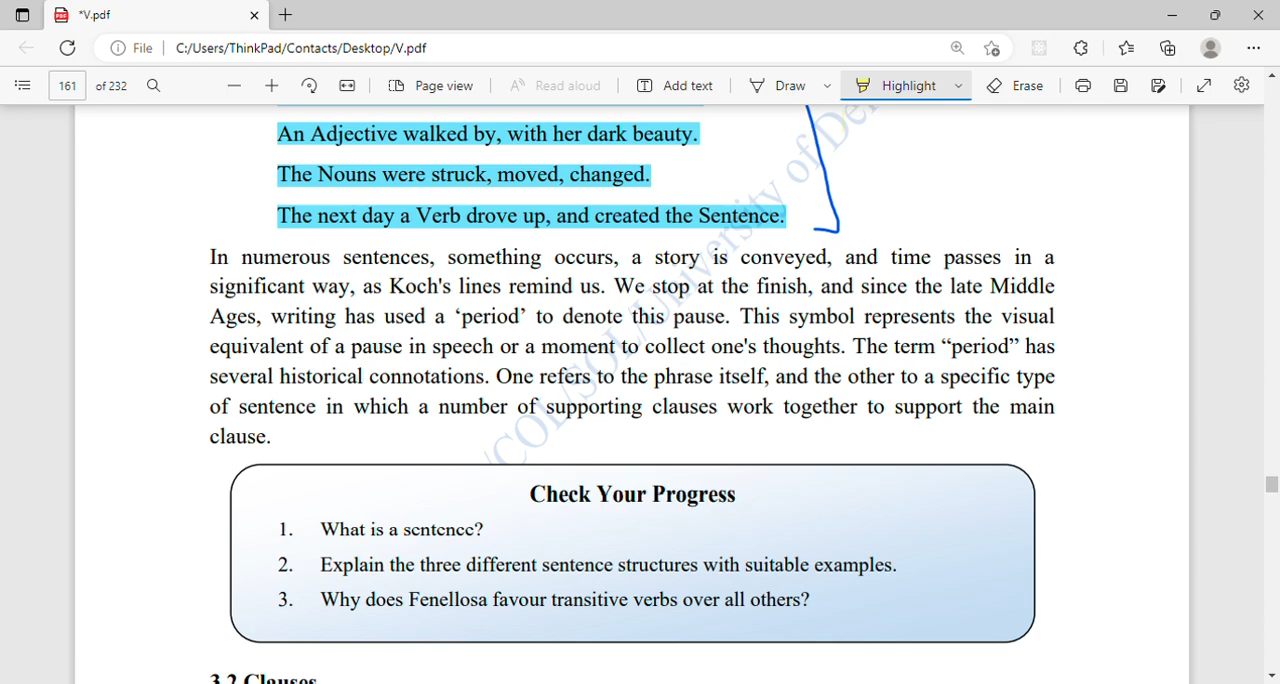 *V.pdf
File
C:/Users/ThinkPad/Contacts/Desktop/V.pdf
161 of 232
Page view
Read aloud
Add text
Draw
Highlight
Erase
An Adjective walked by, with her dark beauty.
The Nouns were struck, moved, changed.
The next day a Verb drove up, and created the Sentence.
In numerous sentences, something occurs, a story is conveyed, and time passes in a
significant way, as Koch's lines remind us. We stop at the finish, and since the late Middle
Ages, writing has used a ‘period’ to denote this pause. This symbol represents the visual
equivalent of a pause in speech or a moment to collect one's thoughts. The term “period” has
several historical connotations. One refers to the phrase itself, and the other to a specific type
of sentence in which a number of supporting clauses work together to support the main
clause.
/COL/SOL/University of De
Check Your Progress
1. What is a sentence?
2. Explain the three different sentence structures with suitable examples.
3. Why does Fenellosa favour transitive verbs over all others?
3.2 Clauses